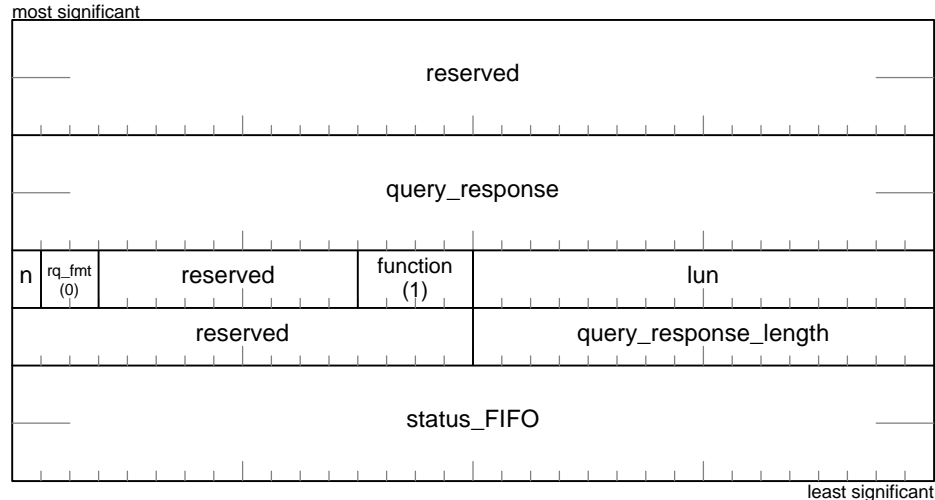 most significant
reserved
query_response
n
rq_fmt
(0)
reserved
function
(1)
lun
reserved
query_response_length
status_FIFO
least significant